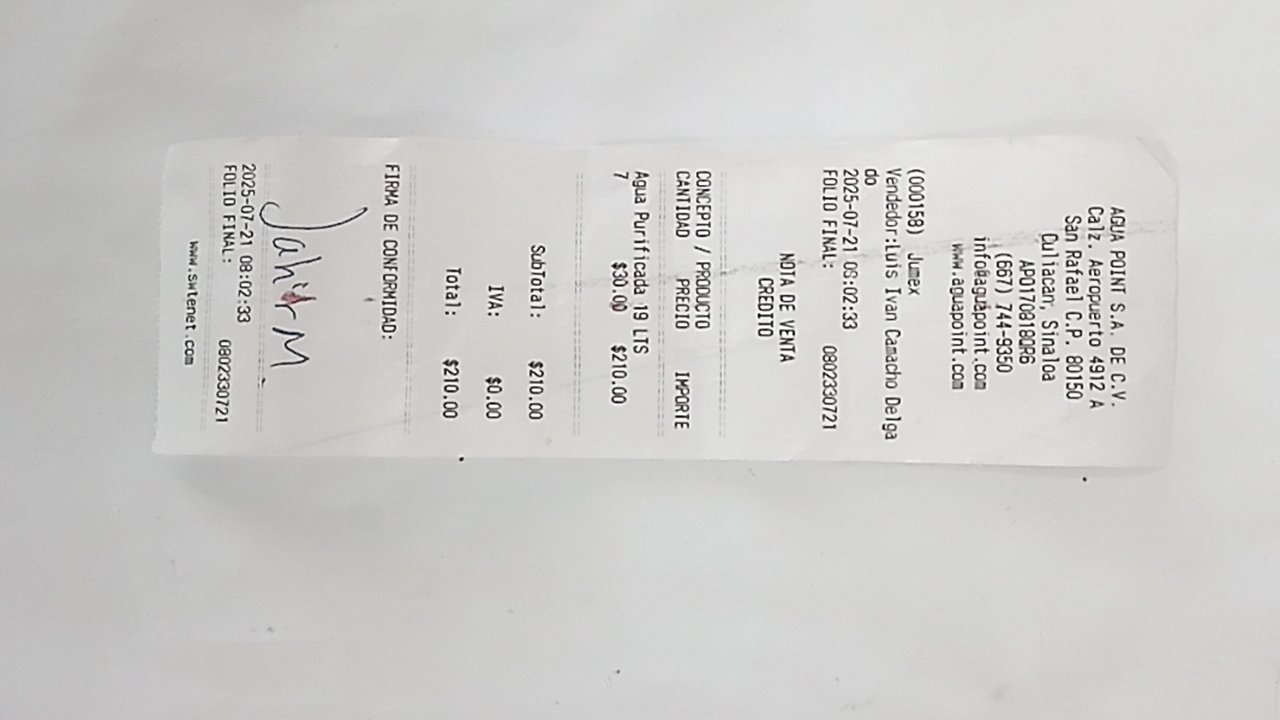 AGUA POINT S.A. DE C.V.
Calz. Aeropuerto 4912 A
San Rafael C.P. 80150
Culiacan, Sinaloa
APO170818QR6
(667) 744-9350
info@aguapoint.com
www.aguapoint.com
(000158) Jumex
Vendedor:Luis Ivan Camacho Delga
do
2025-07-21 08:02:33
FOLIO FINAL: 0802330721
NOTA DE VENTA
CREDITO
CONCEPTO / PRODUCTO
CANTIDAD PRECIO IMPORTE
Agua Purificada 19 LTS
7 $30.00 $210.00
SubTotal: $210.00
IVA: $0.00
Total: $210.00
FIRMA DE CONFORMIDAD:
Jahir M.
2025-07-21 08:02:33
FOLIO FINAL: 0802330721
www.swtenet.com